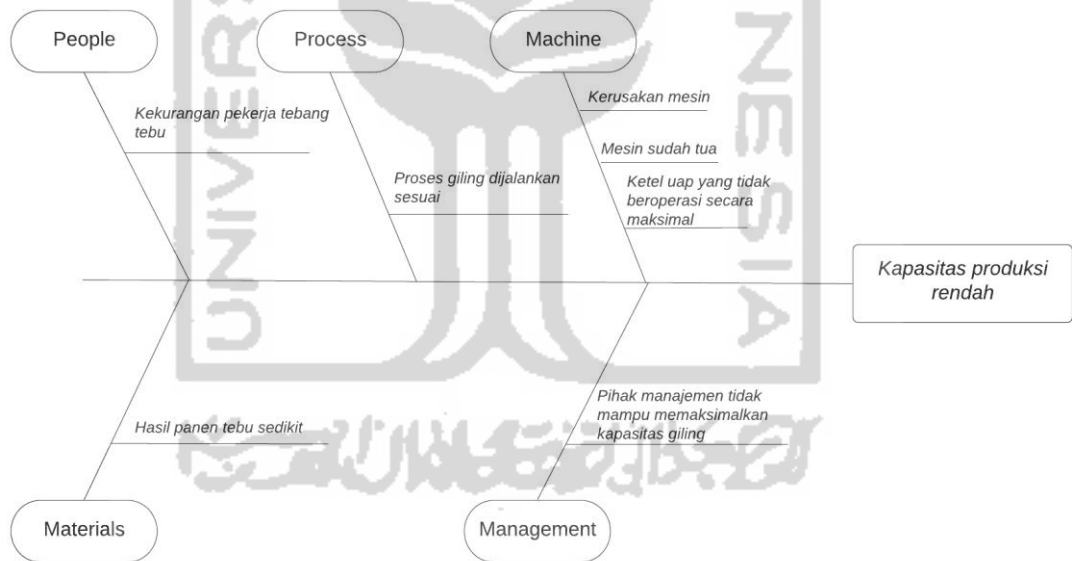 People
Process
Machine
Kekurangan pekerja tebang
tebu
Proses giling dijalankan
sesuai
Kerusakan mesin
Mesin sudah tua
Ketel uap yang tidak
beroperasi secara
maksimal
Kapasitas produksi
rendah
Hasil panen tebu sedikit
Pihak manajemen tidak
mampu memaksimalkan
kapasitas giling
Materials
Management
UNIVERS
NESIA